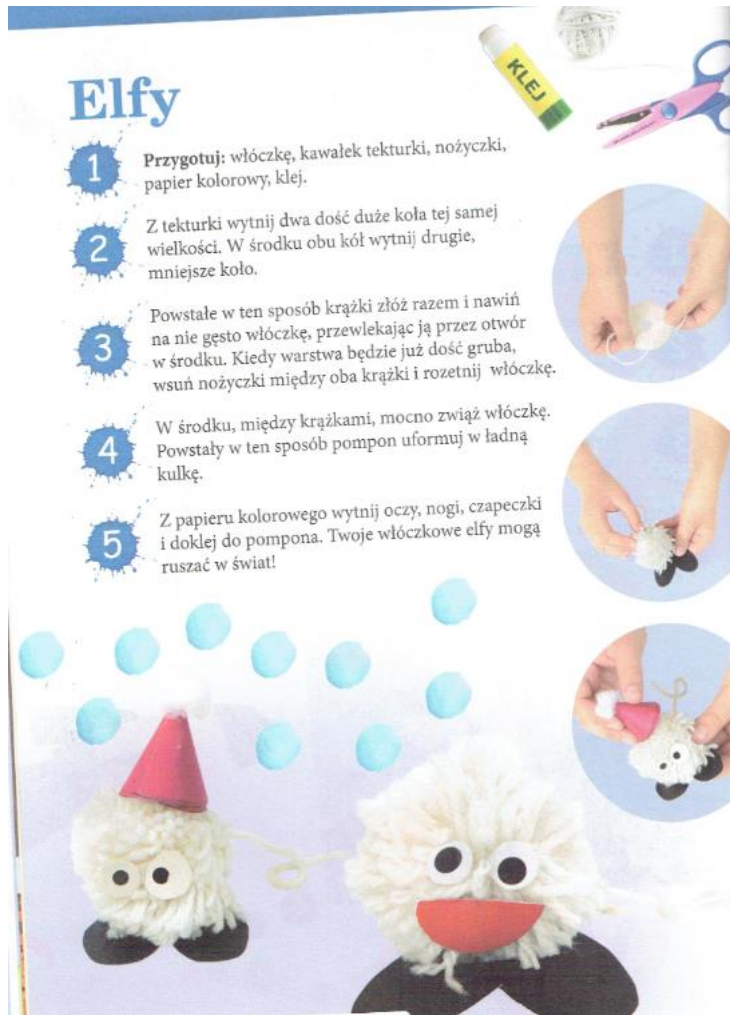 KLEJ
Elfy
1
Przygotuj: włóczkę, kawałek tekturki, nożyczki,
papier kolorowy, klej.
2
Z tekturki wytnij dwa dość duże koła tej samej
wielkości. W środku obu kół wytnij drugie,
mniejsze koło.
3
Powstałe w ten sposób krążki złóż razem i nawiń
na nie gęsto włóczkę, przewlekając ją przez otwór
w środku. Kiedy warstwa będzie już dość gruba,
wsuń nożyczki między oba krążki i rozetnij włóczkę.
4
W środku, między krążkami, mocno zwiąż włóczkę.
Powstały w ten sposób pompon uformuj w ładną
kulkę.
5
Z papieru kolorowego wytnij oczy, nogi, czapeczki
i doklej do pompona. Twoje włóczkowe elfy mogą
ruszać w świat!